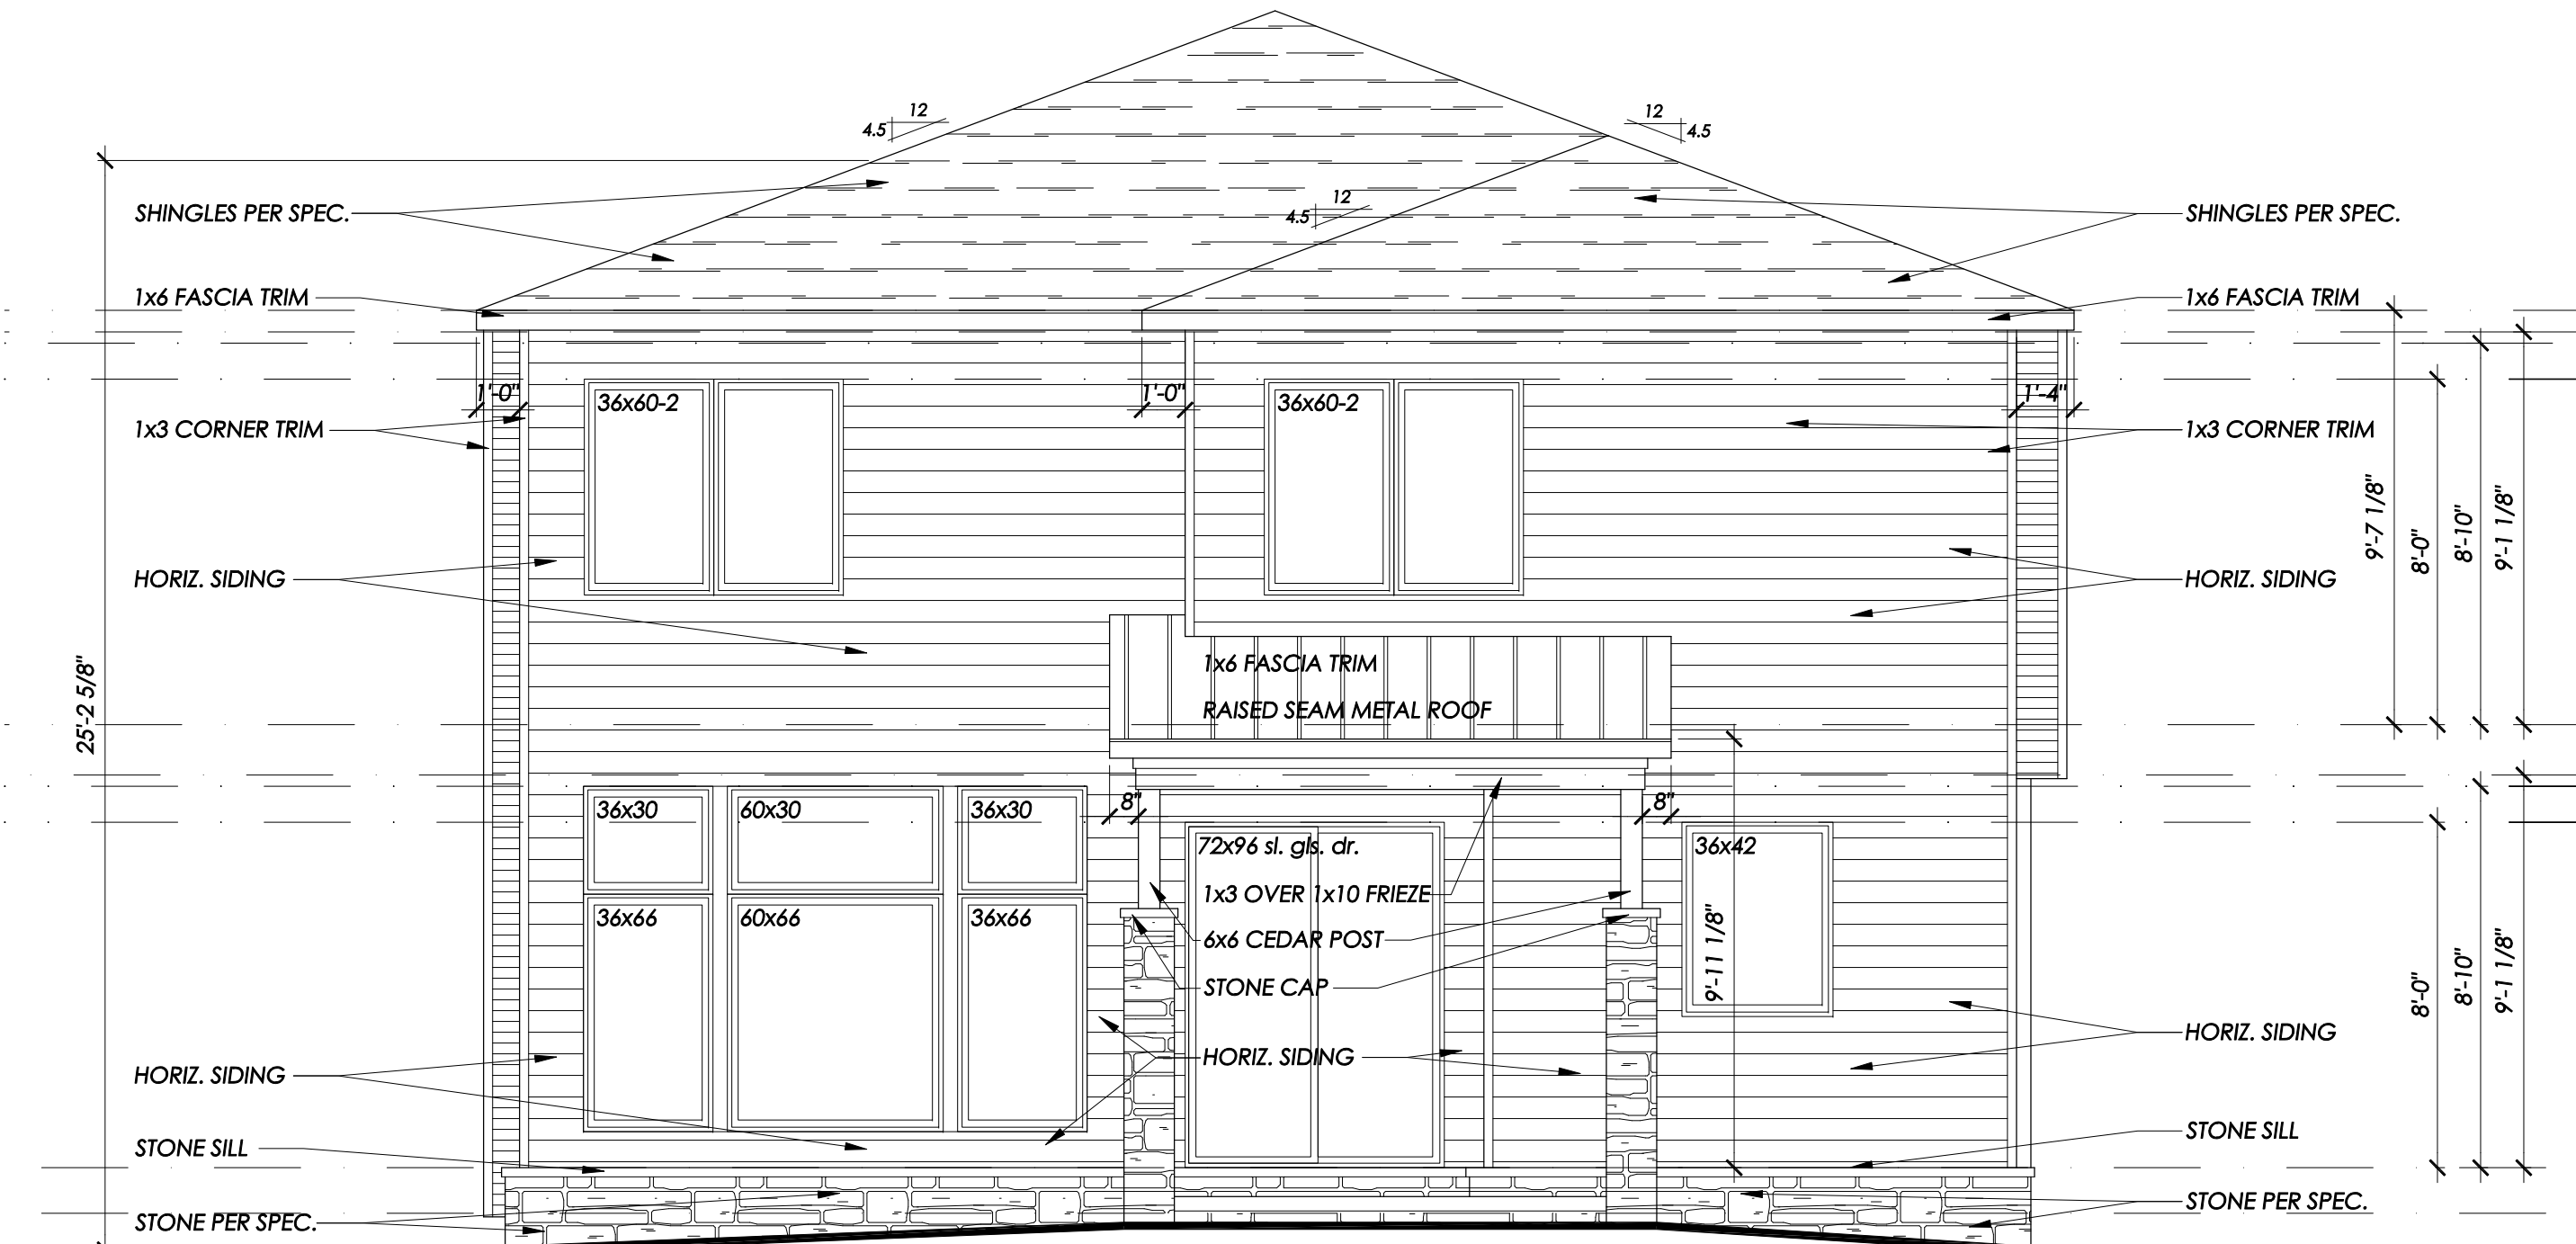 12
4.5
12
4.5
12
4.5
SHINGLES PER SPEC.
SHINGLES PER SPEC.
1x6 FASCIA TRIM
1x6 FASCIA TRIM
1'-0"
36x60-2
1'-0"
36x60-2
1'-4"
1x3 CORNER TRIM
1x3 CORNER TRIM
9'-7 1/8"
8'-0"
8'-10"
9'-1 1/8"
HORIZ. SIDING
HORIZ. SIDING
25'-2 5/8"
1x6 FASCIA TRIM
RAISED SEAM METAL ROOF
36x30
60x30
36x30
8"
8"
72x96 sl. gls. dr.
36x42
1x3 OVER 1x10 FRIEZE
36x66
60x66
36x66
6x6 CEDAR POST
9'-11 1/8"
STONE CAP
8'-0"
8'-10"
9'-1 1/8"
HORIZ. SIDING
HORIZ. SIDING
HORIZ. SIDING
STONE SILL
STONE SILL
STONE PER SPEC.
STONE PER SPEC.